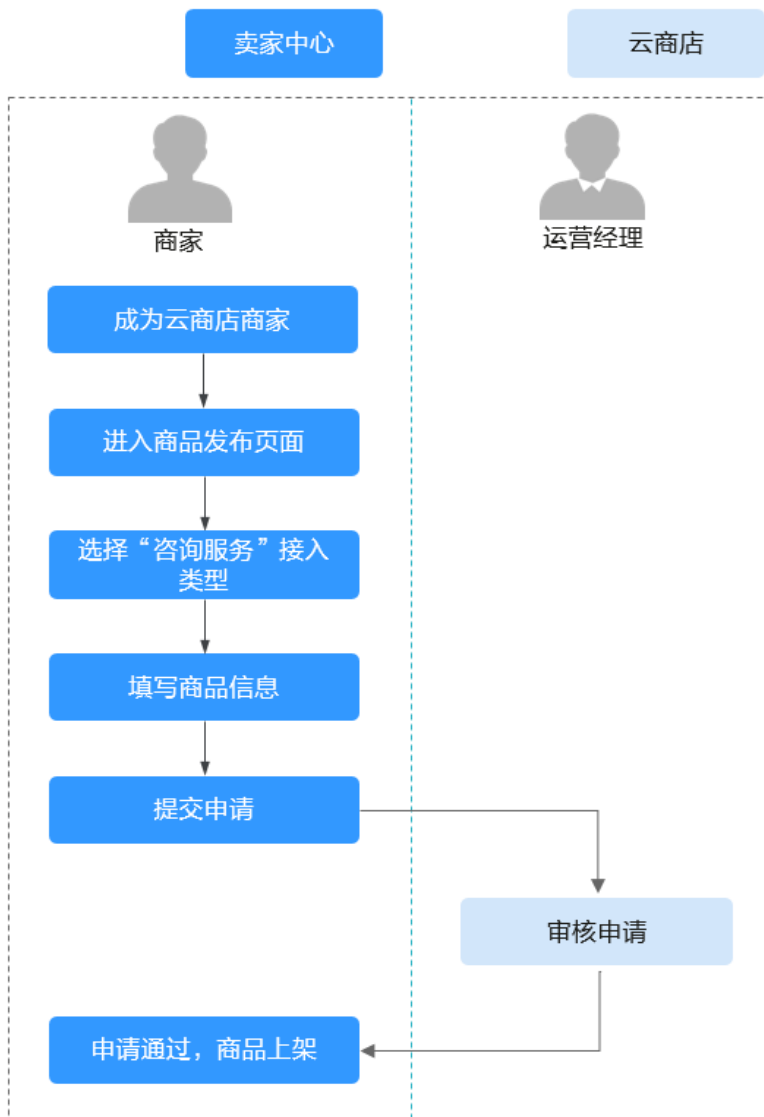 卖家中心
云商店
商家
运营经理
成为云商店商家
进入商品发布页面
选择“咨询服务”接入
类型
填写商品信息
提交申请
审核申请
申请通过，商品上架